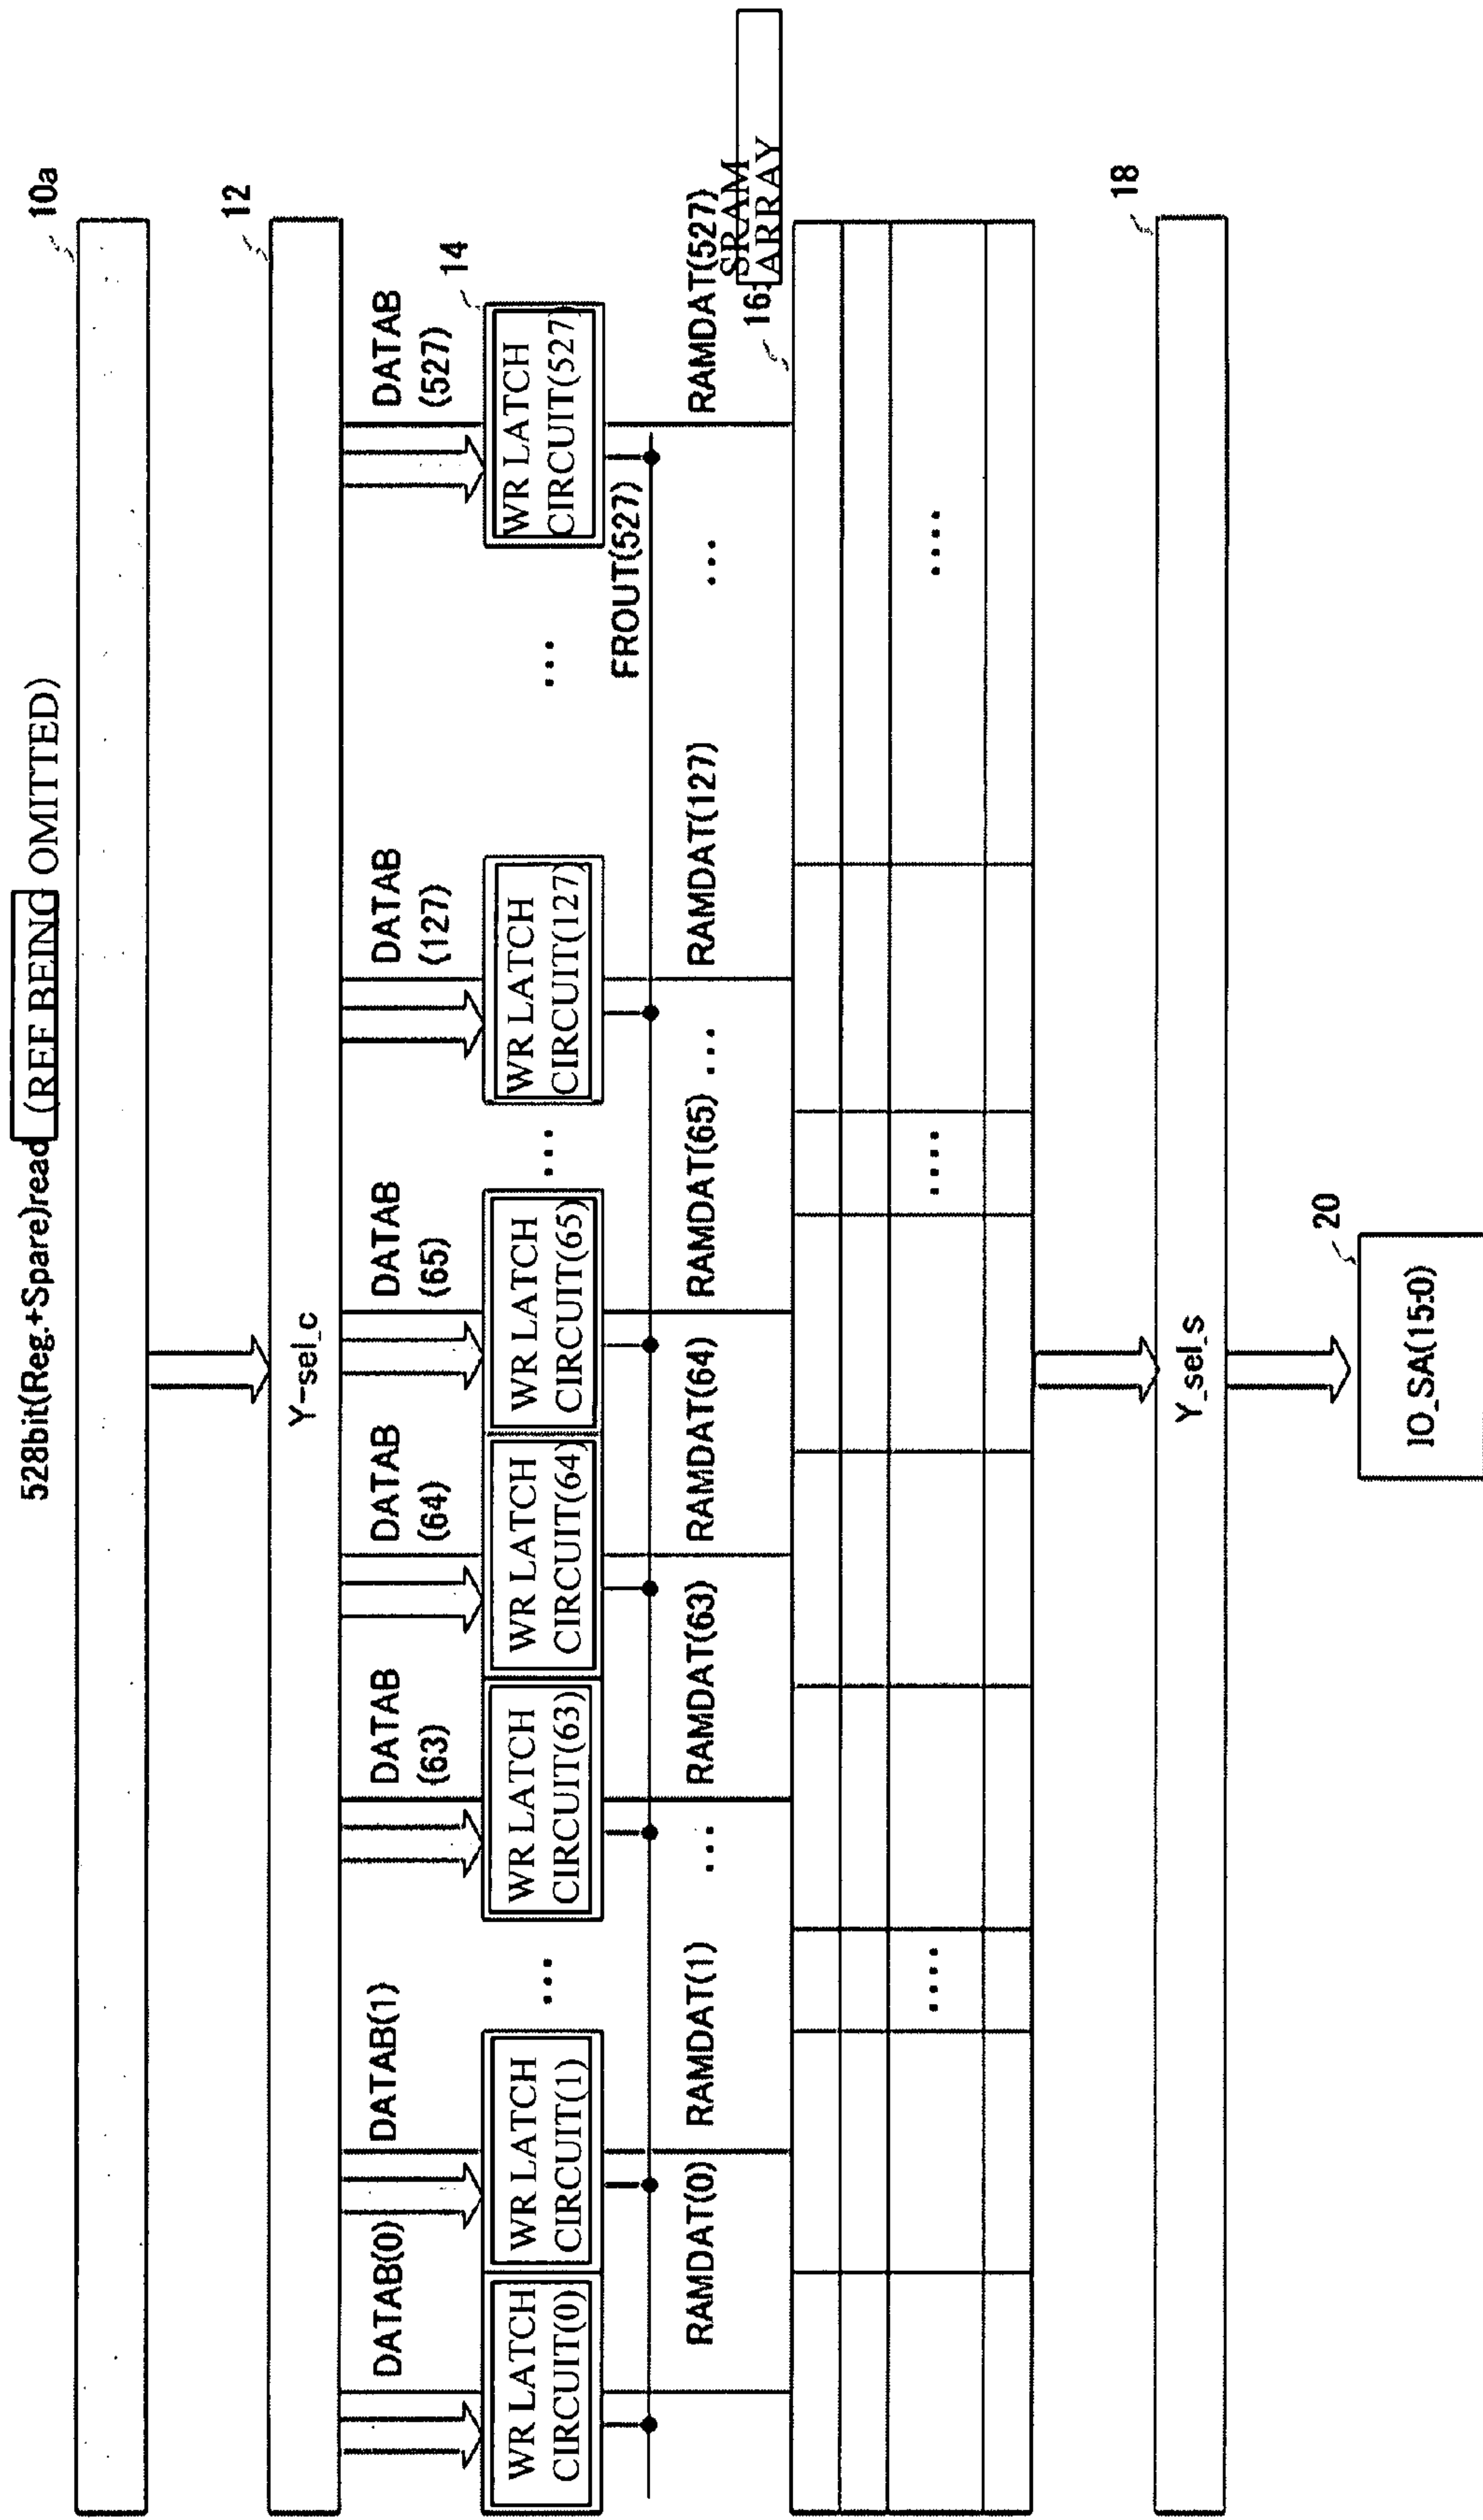 528bit(Reg.+Spare)read (REF BEING OMITTED)
10a
12
Y-sel_c
DATAB(0)
DATAB(1)
DATAB
(63)
DATAB
(64)
DATAB
(65)
DATAB
(127)
DATAB
(527)
14
WR LATCH
CIRCUIT(0)
WR LATCH
CIRCUIT(1)
...
WR LATCH
CIRCUIT(63)
WR LATCH
CIRCUIT(64)
WR LATCH
CIRCUIT(65)
...
WR LATCH
CIRCUIT(127)
...
WR LATCH
CIRCUIT(527)
FROUT(527)
RAMDAT(0)
RAMDAT(1)
...
RAMDAT(63)
RAMDAT(64)
RAMDAT(65)
...
RAMDAT(127)
...
RAMDAT(527)
16:
SRAM
ARRAY
....
....
....
18
Y_sel_s
20
IO_SA(15:0)